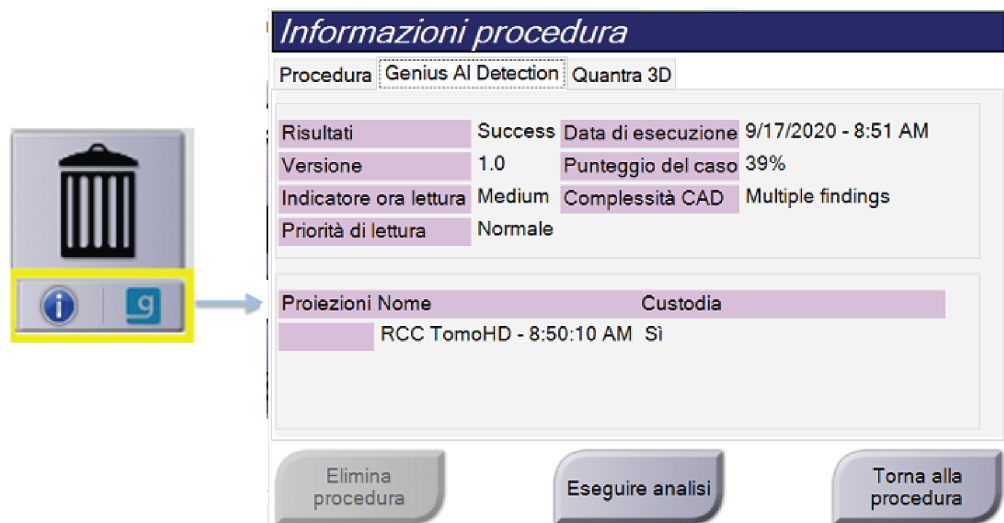 Informazioni procedura
Procedura Genius AI Detection Quantra 3D
Risultati Success Data di esecuzione 9/17/2020 - 8:51 AM
Versione 1.0 Punteggio del caso 39%
Indicatore ora lettura Medium Complessità CAD Multiple findings
Priorità di lettura Normale
i g
Proiezioni Nome Custodia
RCC TomoHD - 8:50:10 AM Sì
Elimina procedura
Eseguire analisi
Torna alla procedura